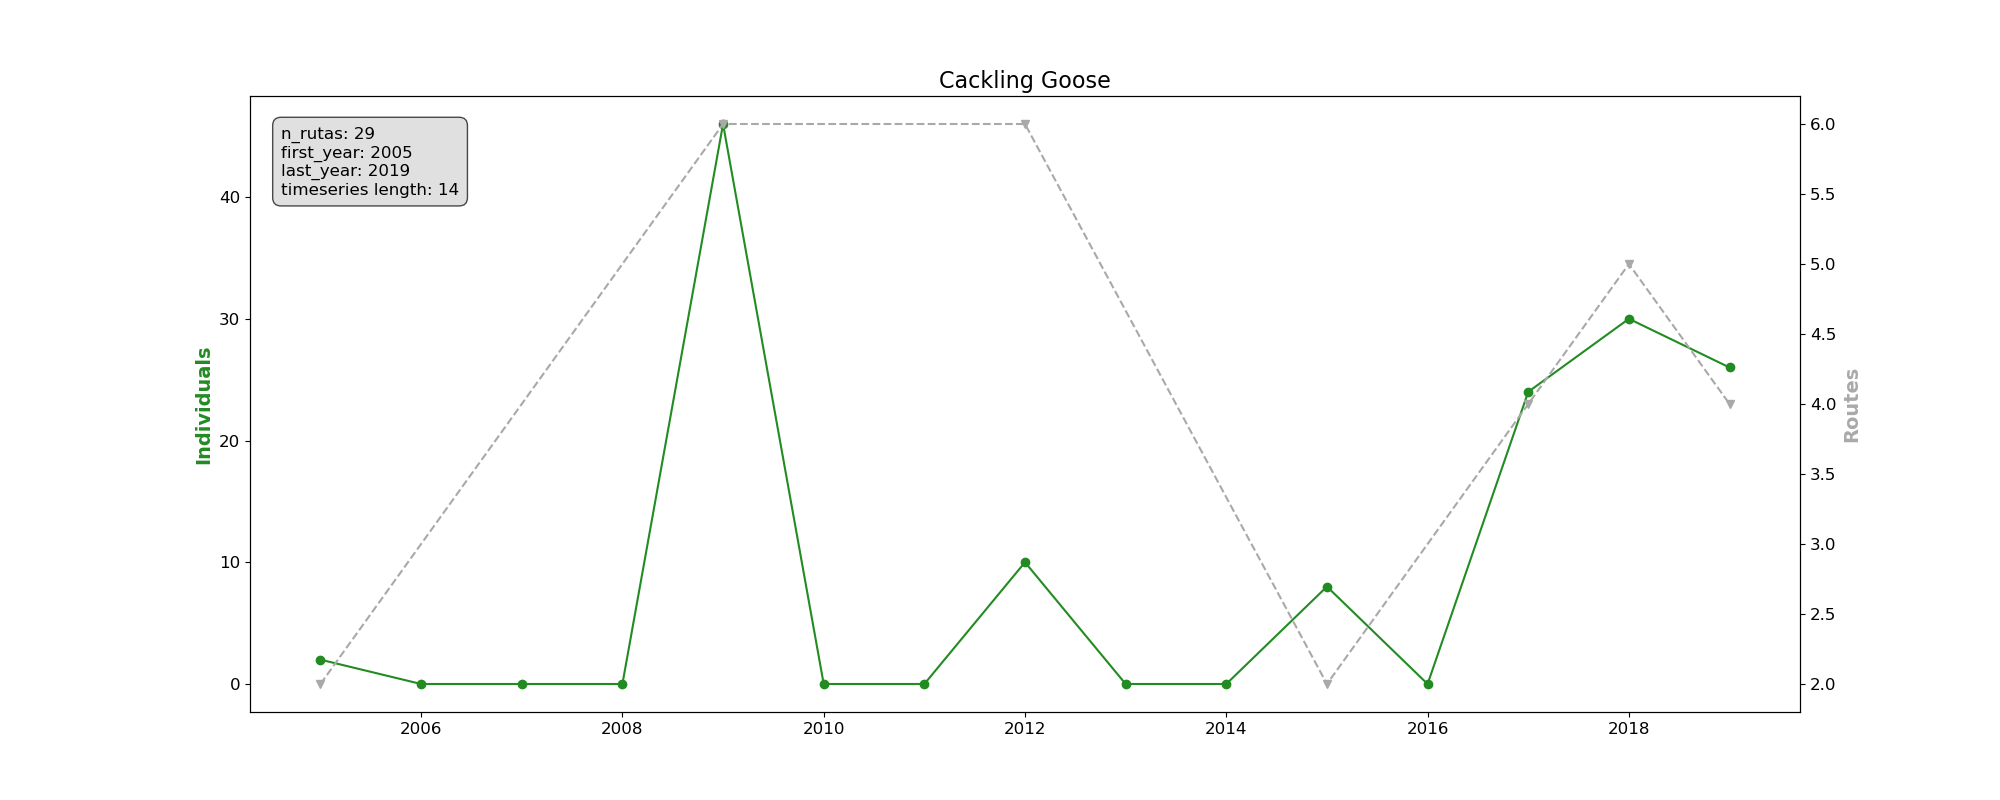 Cackling Goose
n_rutas: 29
first_year: 2005
last_year: 2019
timeseries length: 14
Individuals
40
30
20
10
0
6.0
5.5
5.0
4.5
4.0
3.5
3.0
2.5
2.0
Routes
2006 2008 2010 2012 2014 2016 2018